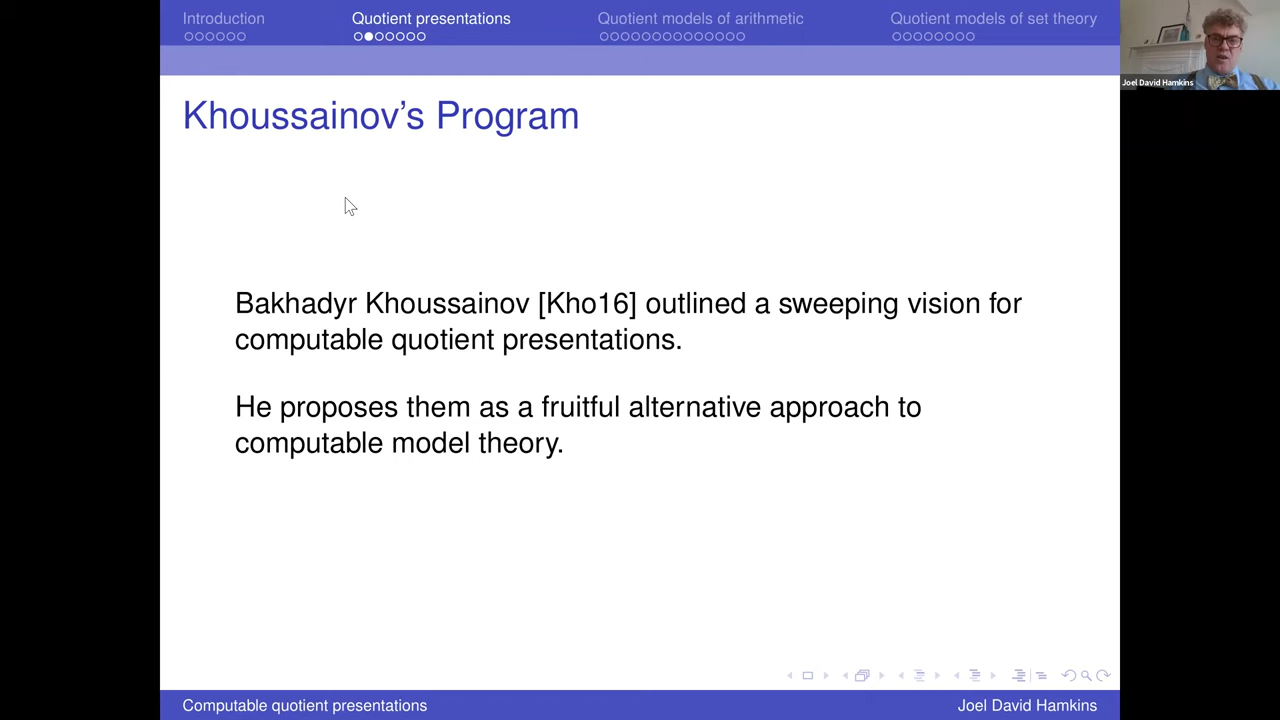 Introduction
Quotient presentations
Quotient models of arithmetic
Quotient models of set theory
Joel David Hamkins
Khoussainov's Program
Bakhadyr Khoussainov [Kho16] outlined a sweeping vision for
computable quotient presentations.
He proposes them as a fruitful alternative approach to
computable model theory.
Computable quotient presentations
Joel David Hamkins